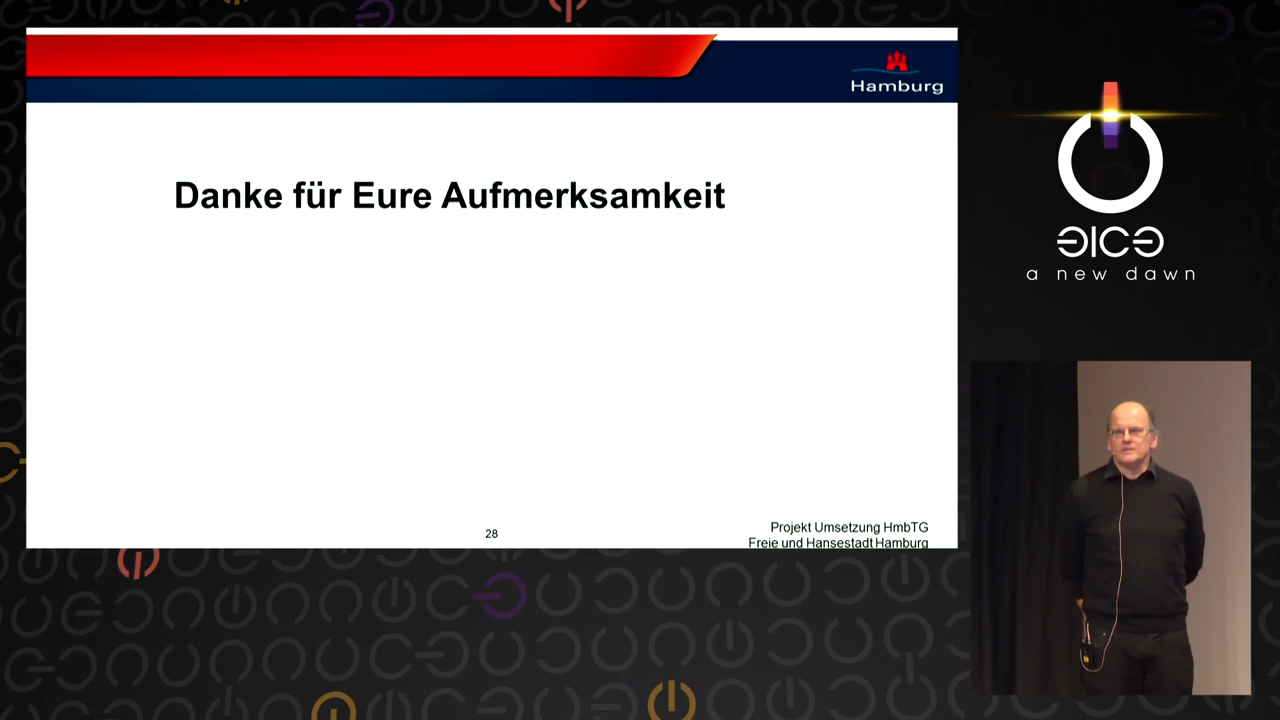 Hamburg
Danke für Eure Aufmerksamkeit
28
Projekt Umsetzung HmbTG
Freie und Hansestadt Hamburg
a new dawn